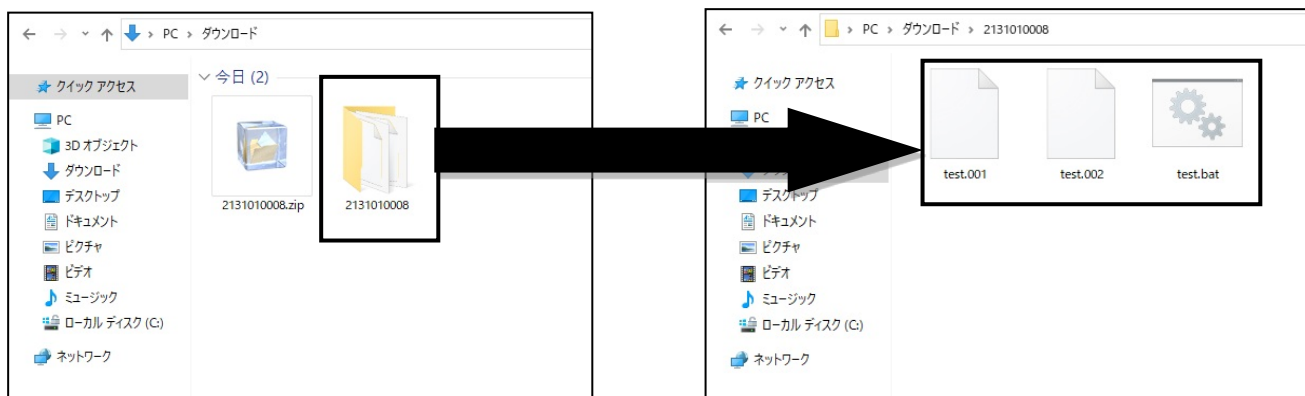 PC › ダウンロード
クイック アクセス
PC
3D オブジェクト
ダウンロード
デスクトップ
ドキュメント
ピクチャ
ビデオ
ミュージック
ローカル ディスク (C:)
ネットワーク
今日 (2)
2131010008.zip
2131010008
PC › ダウンロード › 2131010008
クイック アクセス
PC
デスクトップ
ドキュメント
ピクチャ
ビデオ
ミュージック
ローカル ディスク (C:)
ネットワーク
test.001
test.002
test.bat